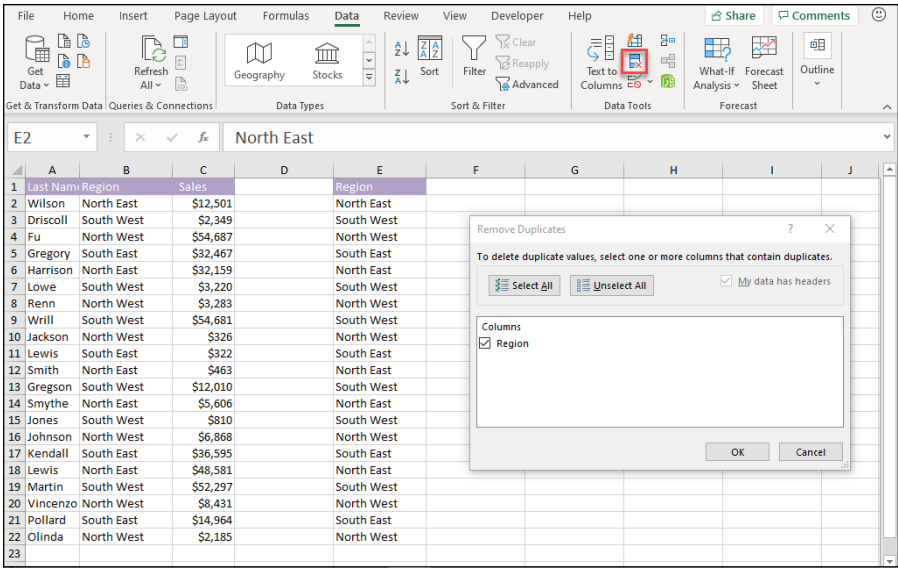 File Home Insert Page Layout Formulas Data Review View Developer Help Share Comments
Get Data
Refresh All
Geography
Stocks
Sort
Filter
Clear
Reapply
Advanced
Text to Columns
What-If Analysis
Forecast Sheet
Outline
Get & Transform Data Queries & Connections Data Types Sort & Filter Data Tools Forecast
E2 fx North East
A B C D E F G H I J
1 Last Nam Region Sales Region
2 Wilson North East $12,501 North East
3 Driscoll South West $2,349 South West
4 Fu North West $54,687 North West
5 Gregory South East $32,467 South East
6 Harrison North East $32,159 North East
7 Lowe South West $3,220 South West
8 Renn North West $3,283 North West
9 Wrill South West $54,681 South West
10 Jackson North West $326 North West
11 Lewis South East $322 South East
12 Smith North East $463 North East
13 Gregson South West $12,010 South West
14 Smythe North East $5,606 North East
15 Jones South West $810 South West
16 Johnson North West $6,868 North West
17 Kendall South East $36,595 South East
18 Lewis North East $48,581 North East
19 Martin South West $52,297 South West
20 Vincenzo North West $8,431 North West
21 Pollard South East $14,964 South East
22 Olinda North West $2,185 North West
23
Remove Duplicates ?
To delete duplicate values, select one or more columns that contain duplicates.
Select All Unselect All My data has headers
Columns
Region
OK Cancel